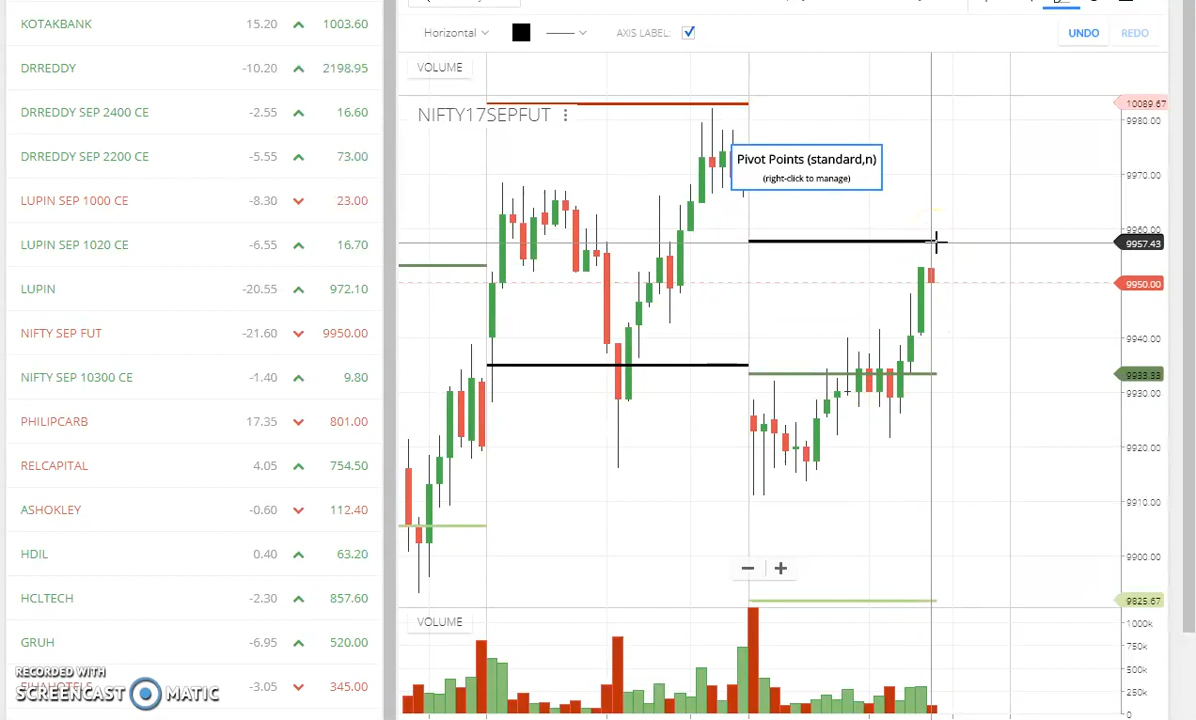 KOTAKBANK 15.20 1003.60
DRREDDY -10.20 2198.95
DRREDDY SEP 2400 CE -2.55 16.60
DRREDDY SEP 2200 CE -5.55 73.00
LUPIN SEP 1000 CE -8.30 23.00
LUPIN SEP 1020 CE -6.55 16.70
LUPIN -20.55 972.10
NIFTY SEP FUT -21.60 9950.00
NIFTY SEP 10300 CE -1.40 9.80
PHILIPCARB 17.35 801.00
RELCAPITAL 4.05 754.50
ASHOKLEY -0.60 112.40
HDIL 0.40 63.20
HCLTECH -2.30 857.60
GRUH -6.95 520.00
-3.05 345.00
RECORDED WITH
SCREENCAST MATIC
Horizontal AXIS LABEL: UNDO REDO
VOLUME
NIFTY17SEPFUT
Pivot Points (standard,n)
(right-click to manage)
10089.67
9980.00
9970.00
9960.00
9957.43
9950.00
9940.00
9933.33
9930.00
9920.00
9910.00
9900.00
9825.67
VOLUME
1000k
750k
500k
250k
0